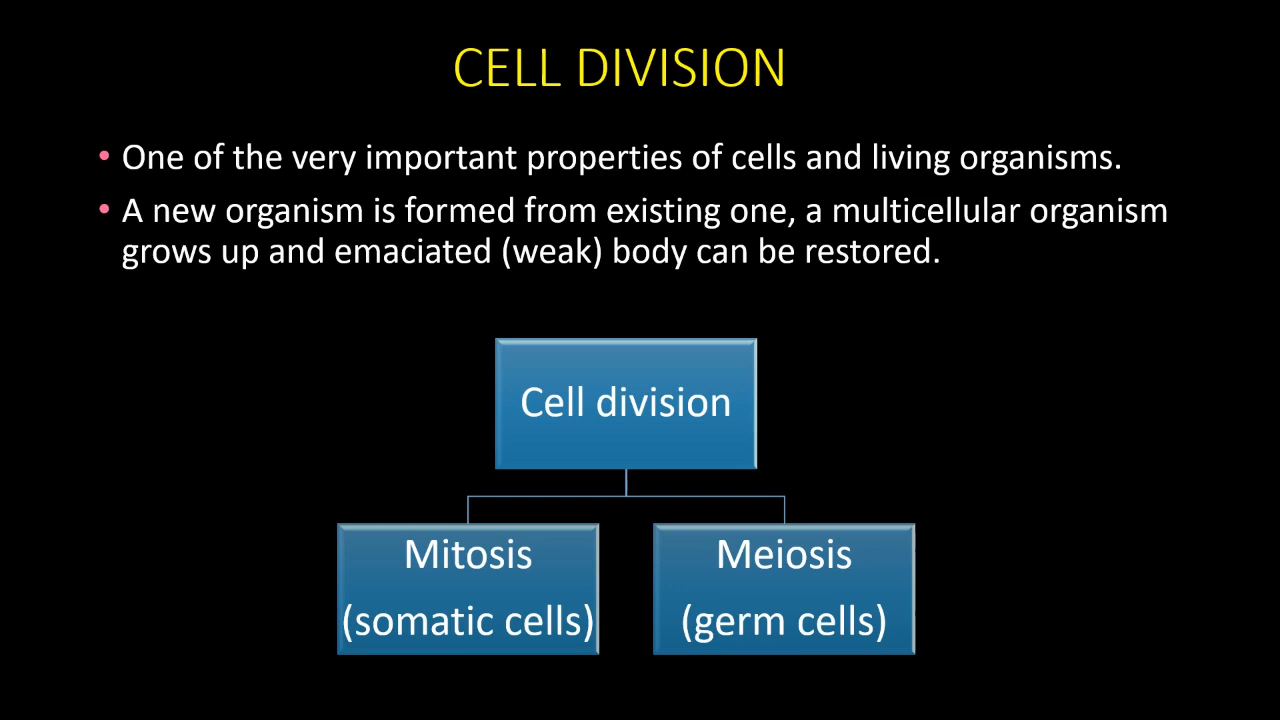 CELL DIVISION
• One of the very important properties of cells and living organisms.
• A new organism is formed from existing one, a multicellular organism
grows up and emaciated (weak) body can be restored.
Cell division
Mitosis
(somatic cells)
Meiosis
(germ cells)